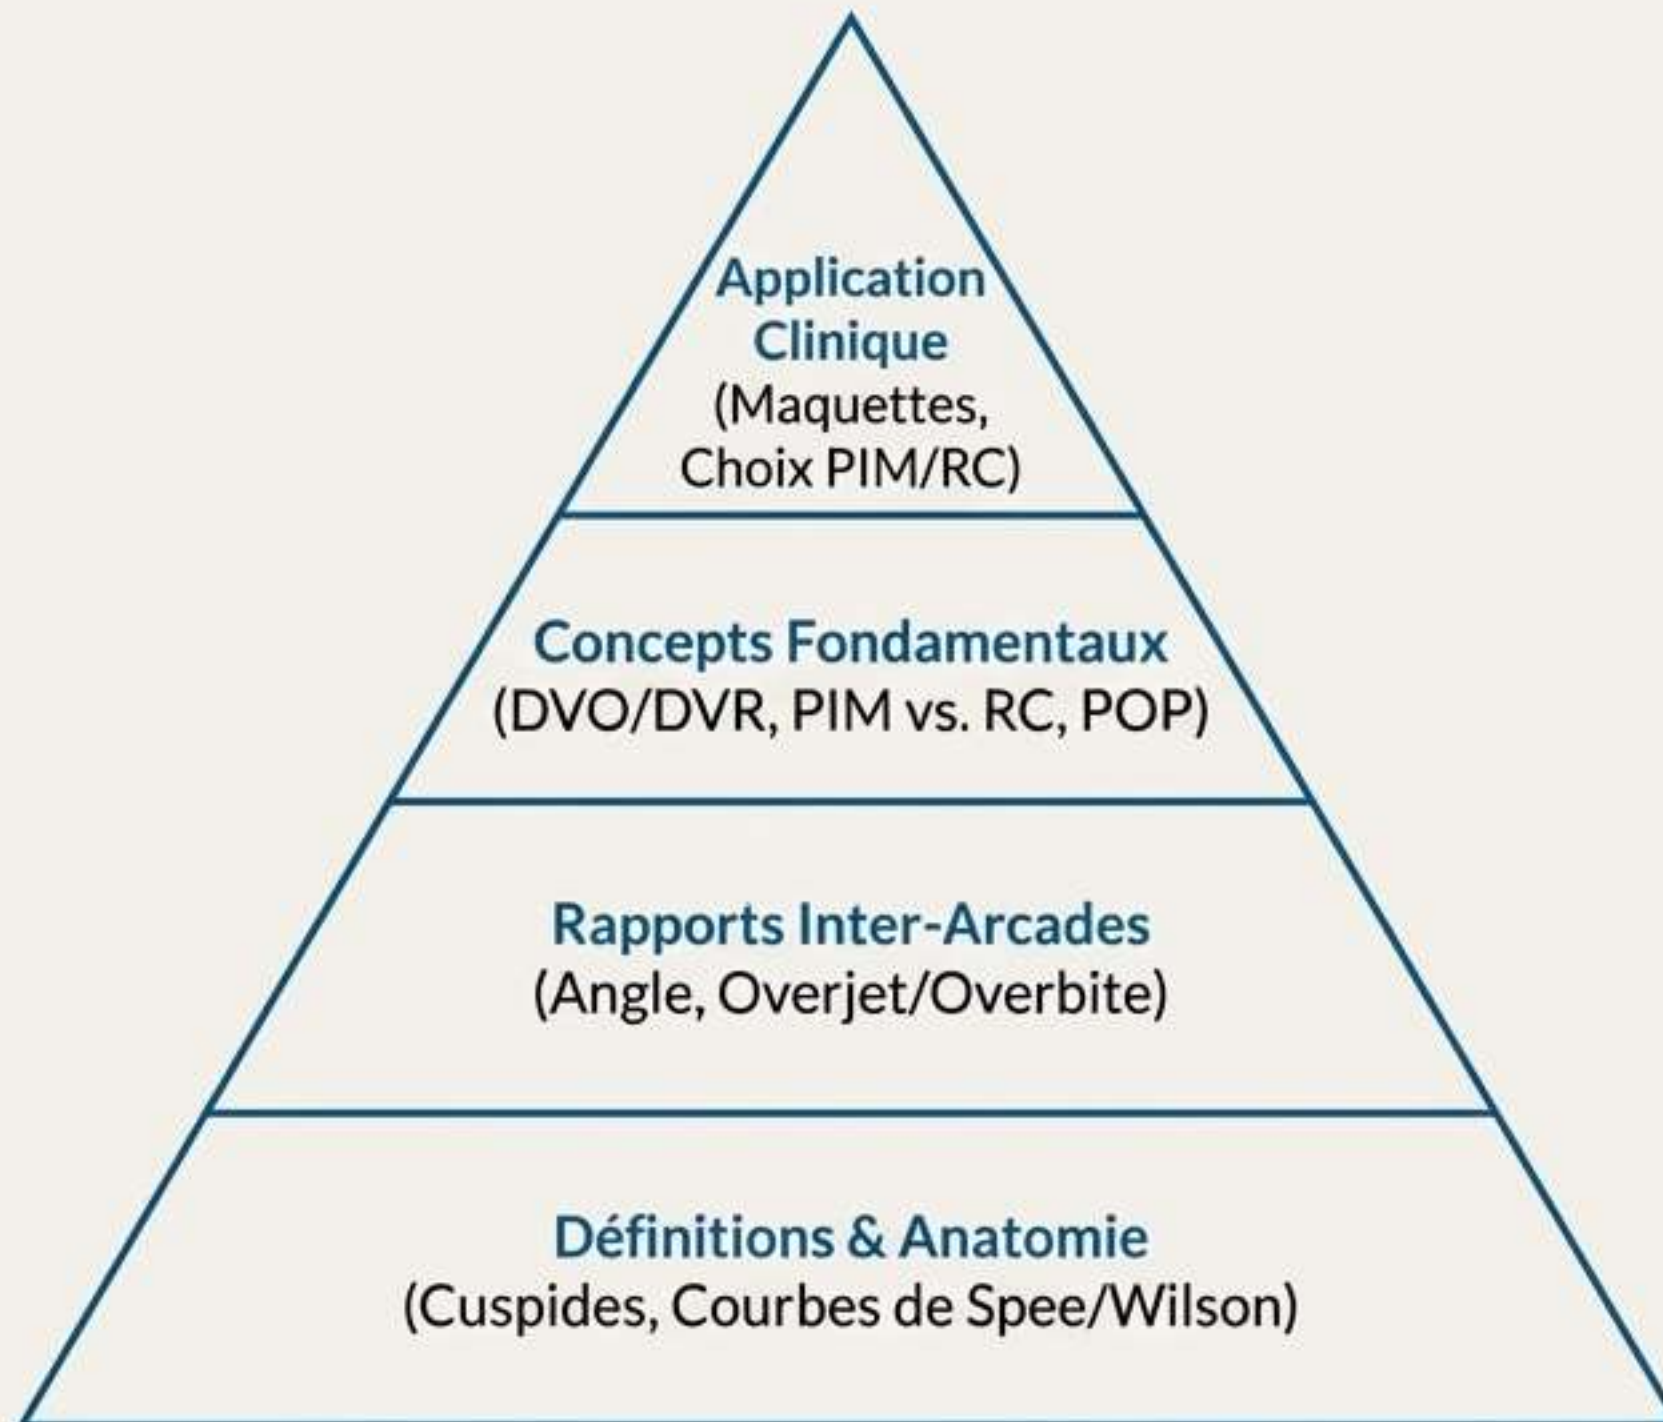 Application
Clinique
(Maquettes,
Choix PIM/RC)
Concepts Fondamentaux
(DVO/DVR, PIM vs. RC, POP)
Rapports Inter-Arcades
(Angle, Overjet/Overbite)
Définitions & Anatomie
(Cuspides, Courbes de Spee/Wilson)